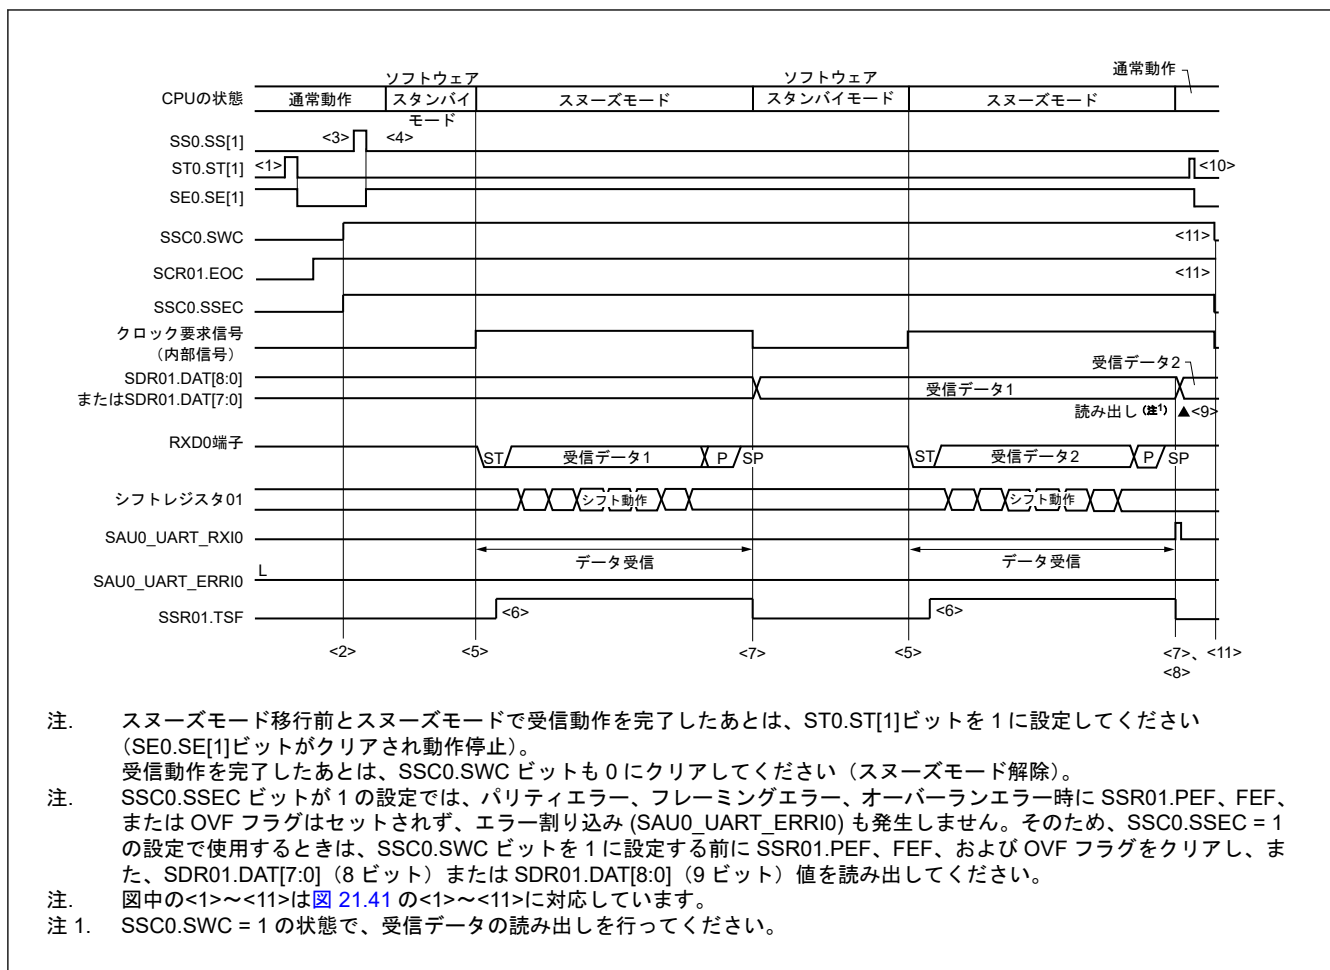 通常動作
ソフトウェア
ソフトウェア
CPUの状態 通常動作 スタンバイ スヌーズモード スタンバイモード スヌーズモード
モード
SS0.SS[1] <3> <4>
ST0.ST[1] <1> <10>
SE0.SE[1]
SSC0.SWC <11>
SCR01.EOC <11>
SSC0.SSEC
クロック要求信号
（内部信号）
受信データ2
SDR01.DAT[8:0]
またはSDR01.DAT[7:0] 受信データ1
読み出し (注1) ▲<9>
RXD0端子 ST 受信データ1 P SP ST 受信データ2 P SP
シフトレジスタ01 シフト動作 シフト動作
SAU0_UART_RXI0
データ受信 データ受信
SAU0_UART_ERRI0 L
SSR01.TSF <6> <6>
<2> <5> <7> <5> <7>、<11>
<8>
注. スヌーズモード移行前とスヌーズモードで受信動作を完了したあとは、ST0.ST[1]ビットを 1 に設定してください
（SE0.SE[1]ビットがクリアされ動作停止）。
受信動作を完了したあとは、SSC0.SWC ビットも 0 にクリアしてください（スヌーズモード解除）。
注. SSC0.SSEC ビットが 1 の設定では、パリティエラー、フレーミングエラー、オーバーランエラー時に SSR01.PEF、FEF、
または OVF フラグはセットされず、エラー割り込み (SAU0_UART_ERRI0) も発生しません。そのため、SSC0.SSEC = 1
の設定で使用するときは、SSC0.SWC ビットを 1 に設定する前に SSR01.PEF、FEF、および OVF フラグをクリアし、ま
た、SDR01.DAT[7:0]（8 ビット）または SDR01.DAT[8:0]（9 ビット）値を読み出してください。
注. 図中の<1>～<11>は図 21.41 の<1>～<11>に対応しています。
注 1. SSC0.SWC = 1 の状態で、受信データの読み出しを行ってください。